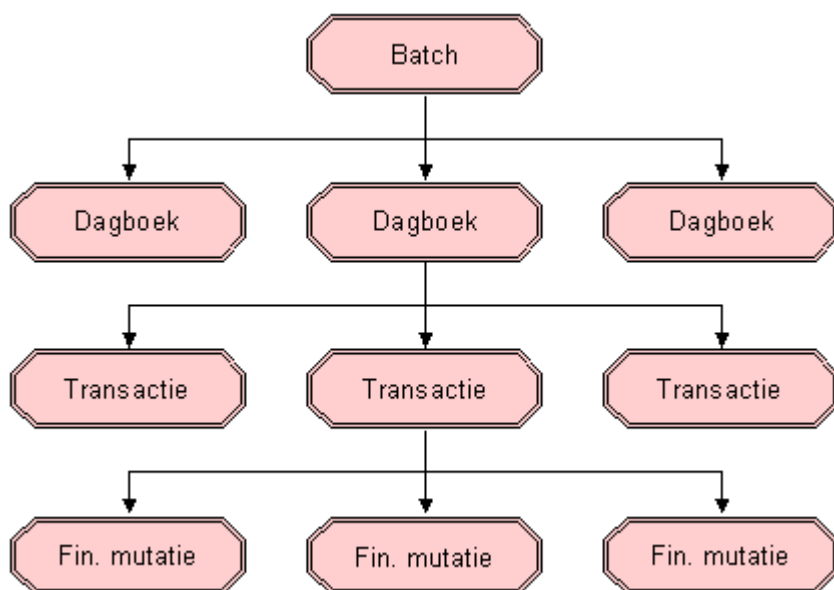 Batch
Dagboek
Dagboek
Dagboek
Transactie
Transactie
Transactie
Fin. mutatie
Fin. mutatie
Fin. mutatie